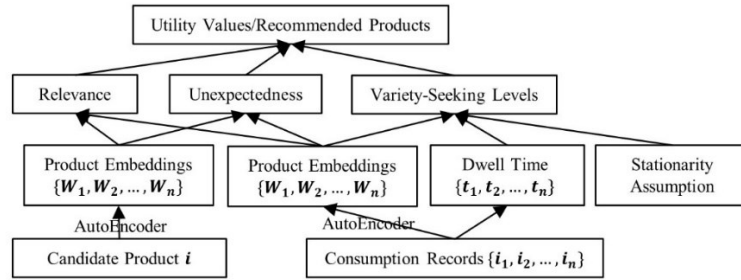 Utility Values/Recommended Products
Relevance
Unexpectedness
Variety-Seeking Levels
Product Embeddings
{W₁, W₂, …, Wₙ}
Product Embeddings
{W₁, W₂, …, Wₙ}
Dwell Time
{t₁, t₂, …, tₙ}
Stationarity
Assumption
AutoEncoder
AutoEncoder
Candidate Product i
Consumption Records {i₁, i₂, …, iₙ}